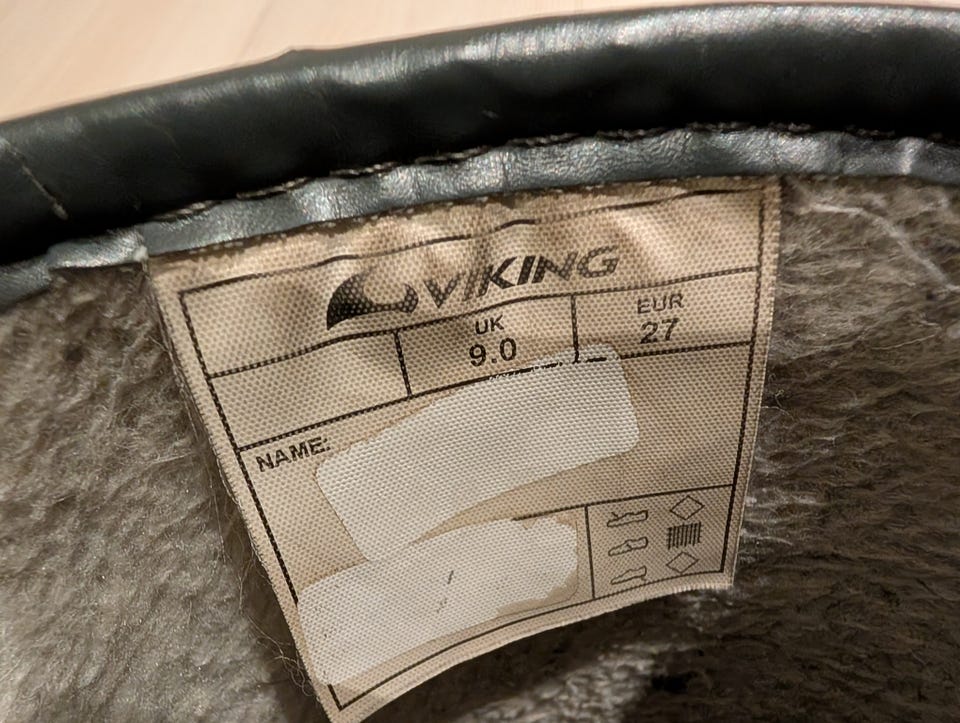 VIKING
UK EUR
9.0 27
NAME: